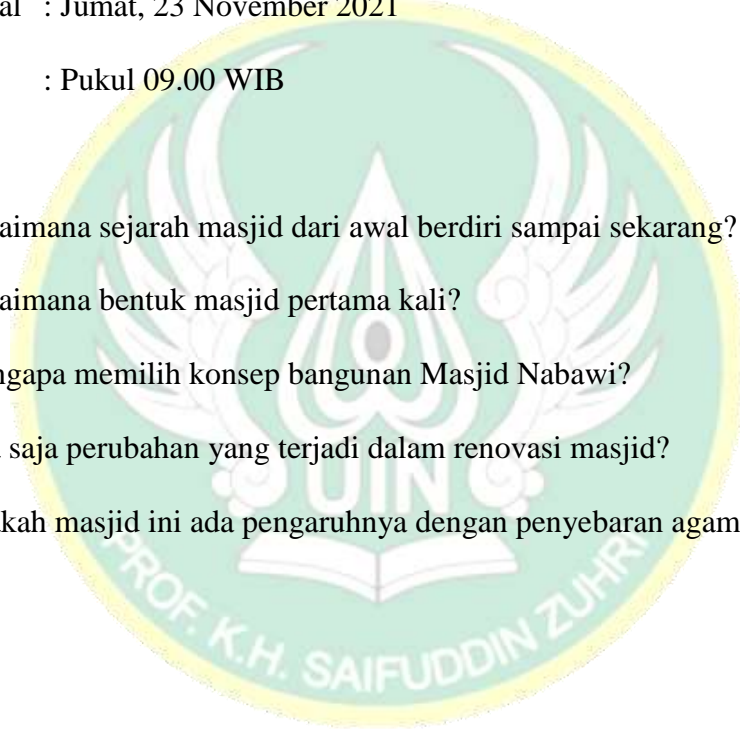 al : Jumat, 23 November 2021
: Pukul 09.00 WIB
aimana sejarah masjid dari awal berdiri sampai sekarang?
aimana bentuk masjid pertama kali?
ngapa memilih konsep bangunan Masjid Nabawi?
saja perubahan yang terjadi dalam renovasi masjid?
kah masjid ini ada pengaruhnya dengan penyebaran agam
UIN
PROF. K.H. SAIFUDDIN ZUHRI